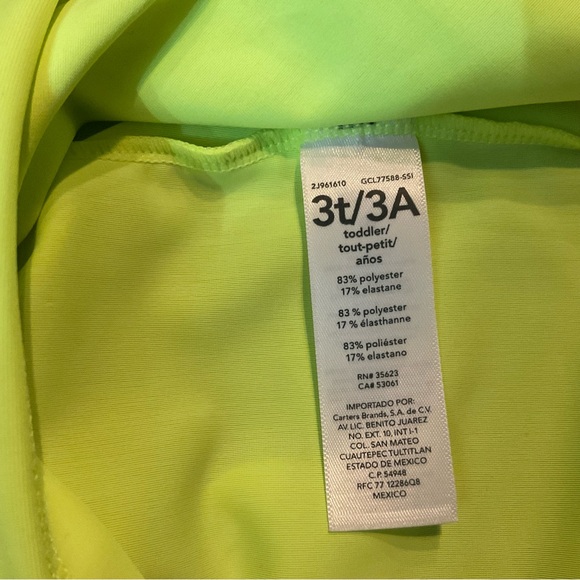 2J961610 GCL77588-SSI
3t/3A
toddler/
tout-petit/
años
83% polyester
17% elastane
83 % polyester
17 % élasthanne
83% poliéster
17% elastano
RN# 35623
CA# 53061
IMPORTADO POR:
Carters Brands, S.A. de C.V.
AV. LIC. BENITO JUAREZ
NO. EXT. 10, INT I-1
COL. SAN MATEO
CUAUTEPEC TULTITLAN
ESTADO DE MEXICO
C.P. 54948
RFC 77 12286Q8
MEXICO